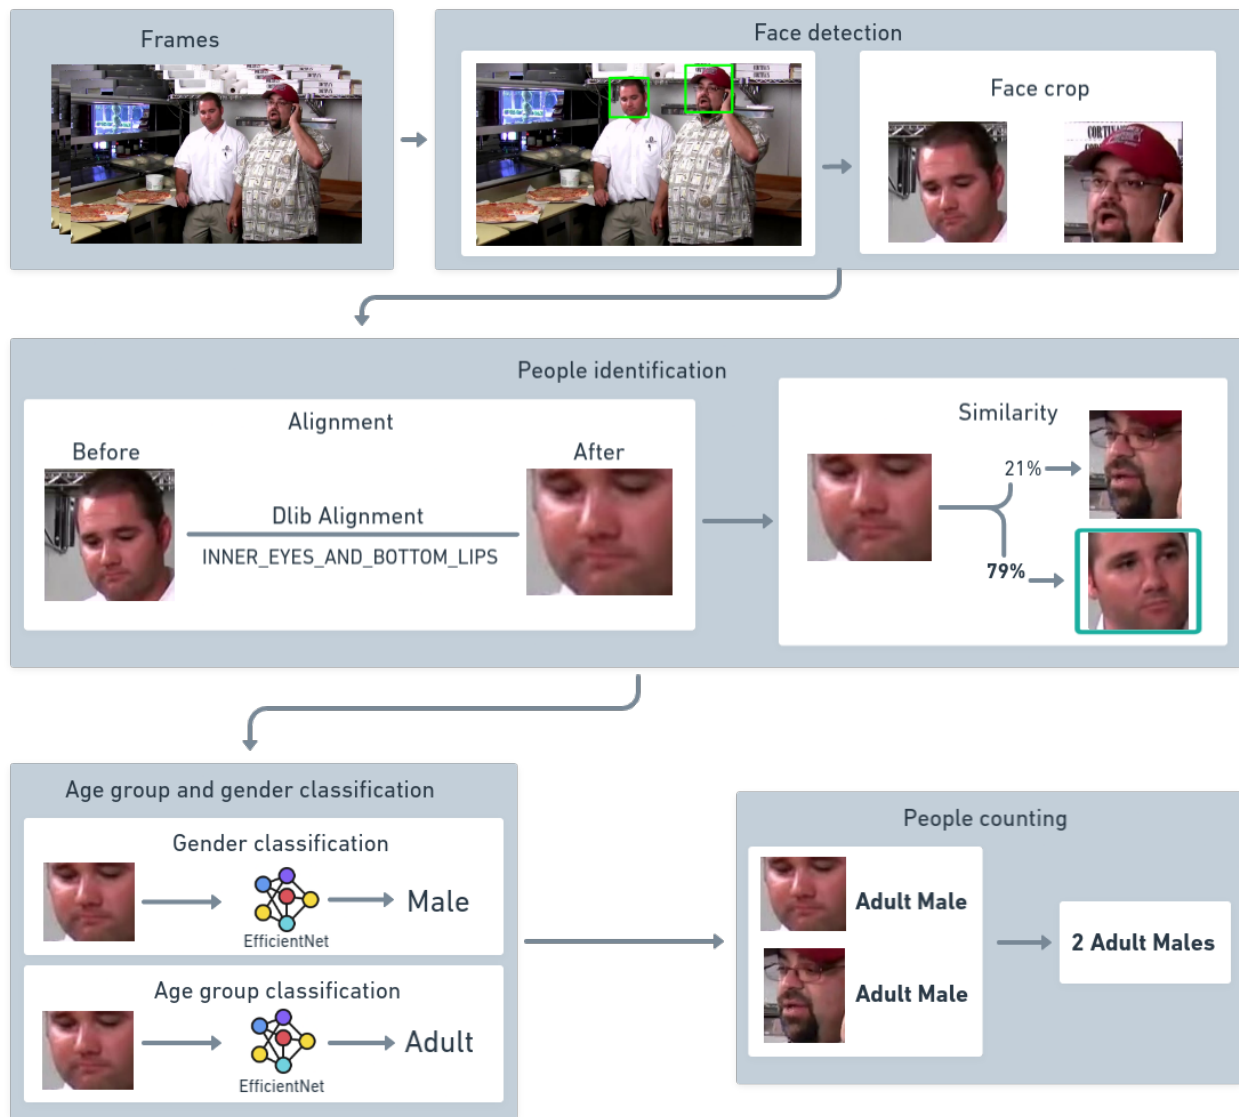 Frames
Face detection
Face crop
People identification
Alignment
Before
After
Dlib Alignment
INNER_EYES_AND_BOTTOM_LIPS
Similarity
21%
79%
Age group and gender classification
Gender classification
Male
EfficientNet
Age group classification
Adult
EfficientNet
People counting
Adult Male
Adult Male
2 Adult Males